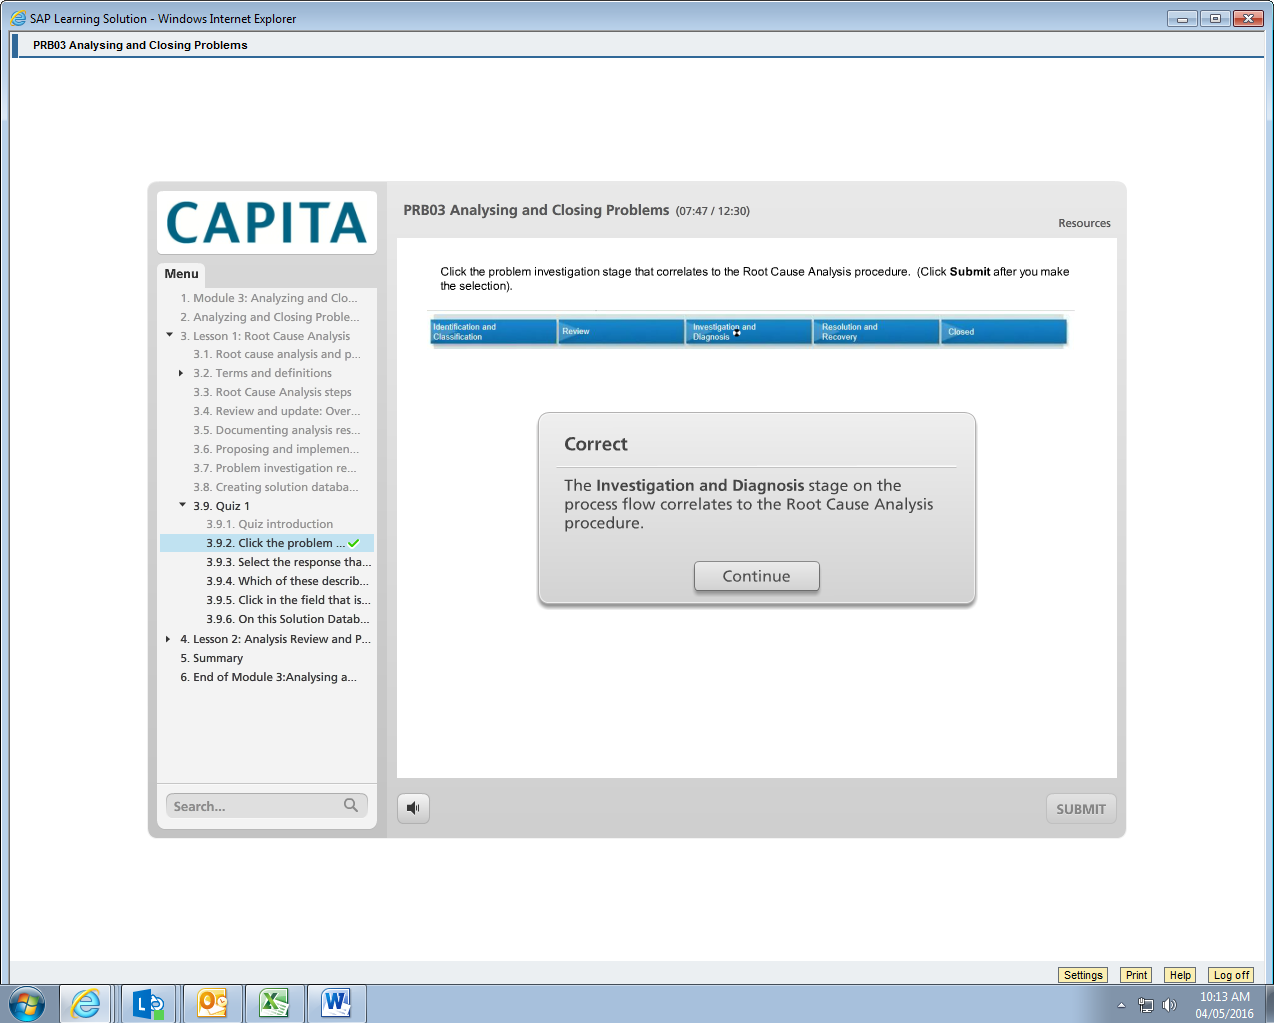 SAP Learning Solution - Windows Internet Explorer
PRB03 Analysing and Closing Problems
CAPITA
PRB03 Analysing and Closing Problems (07:47 / 12:30)
Resources
Menu
1. Module 3: Analyzing and Clo...
2. Analyzing and Closing Proble...
3. Lesson 1: Root Cause Analysis
3.1. Root cause analysis and p...
3.2. Terms and definitions
3.3. Root Cause Analysis steps
3.4. Review and update: Over...
3.5. Documenting analysis res...
3.6. Proposing and implemen...
3.7. Problem investigation re...
3.8. Creating solution databa...
3.9. Quiz 1
3.9.1. Quiz introduction
3.9.2. Click the problem ...
3.9.3. Select the response tha...
3.9.4. Which of these describ...
3.9.5. Click in the field that is...
3.9.6. On this Solution Datab...
4. Lesson 2: Analysis Review and P...
5. Summary
6. End of Module 3:Analysing a...
Search...
Click the problem investigation stage that correlates to the Root Cause Analysis procedure. (Click Submit after you make
the selection).
Identification and
Classification
Review
Investigation and
Diagnosis
Resolution and
Recovery
Closed
Correct
The Investigation and Diagnosis stage on the
process flow correlates to the Root Cause Analysis
procedure.
Continue
SUBMIT
Settings
Print
Help
Log off
10:13 AM
04/05/2016